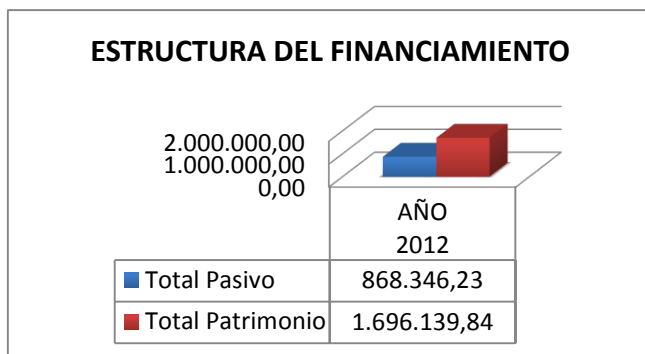 ESTRUCTURA DEL FINANCIAMIENTO
2.000.000,00
1.000.000,00
0,00
AÑO
2012
Total Pasivo 868.346,23
Total Patrimonio 1.696.139,84